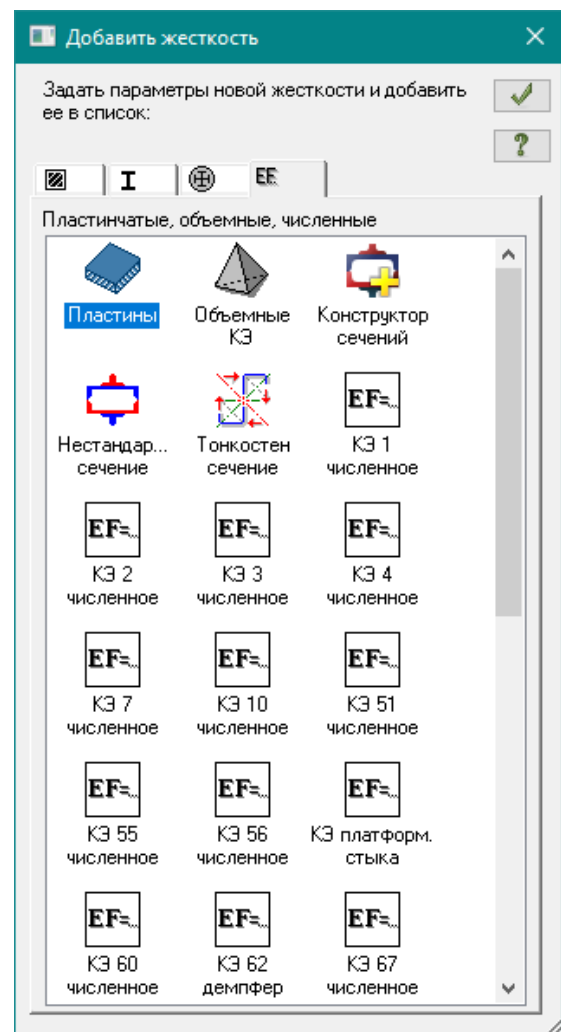 Добавить жесткость
Задать параметры новой жесткости и добавить
ее в список:
?
I
EF
Пластинчатые, объемные, численные
Пластины
Объемные
КЭ
Конструктор
сечений
Нестандар...
сечение
Тонкостен
сечение
EF=...
КЭ 1
численное
EF=...
КЭ 2
численное
EF=...
КЭ 3
численное
EF=...
КЭ 4
численное
EF=...
КЭ 7
численное
EF=...
КЭ 10
численное
EF=...
КЭ 51
численное
EF=...
КЭ 55
численное
EF=...
КЭ 56
численное
EF=...
КЭ платформ.
стыка
EF=...
КЭ 60
численное
EF=...
КЭ 62
демпфер
EF=...
КЭ 67
численное